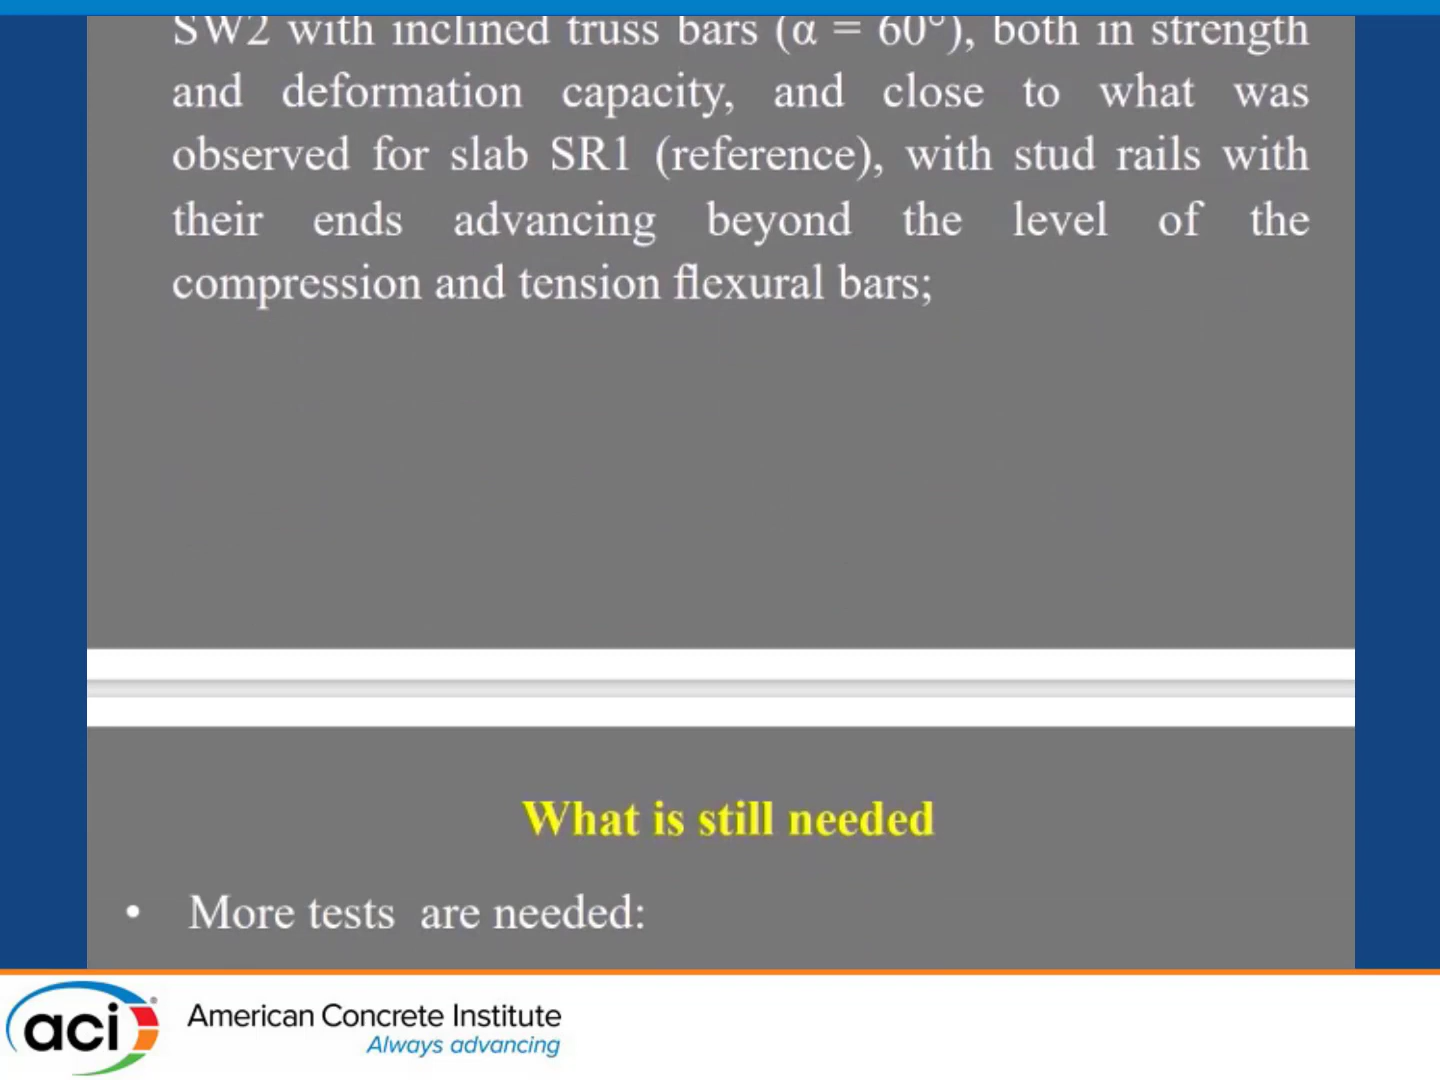 SW2 with inclined truss bars (α = 60°), both in strength
and deformation capacity, and close to what was
observed for slab SR1 (reference), with stud rails with
their ends advancing beyond the level of the
compression and tension flexural bars;
What is still needed
• More tests are needed:
aci®
American Concrete Institute
Always advancing